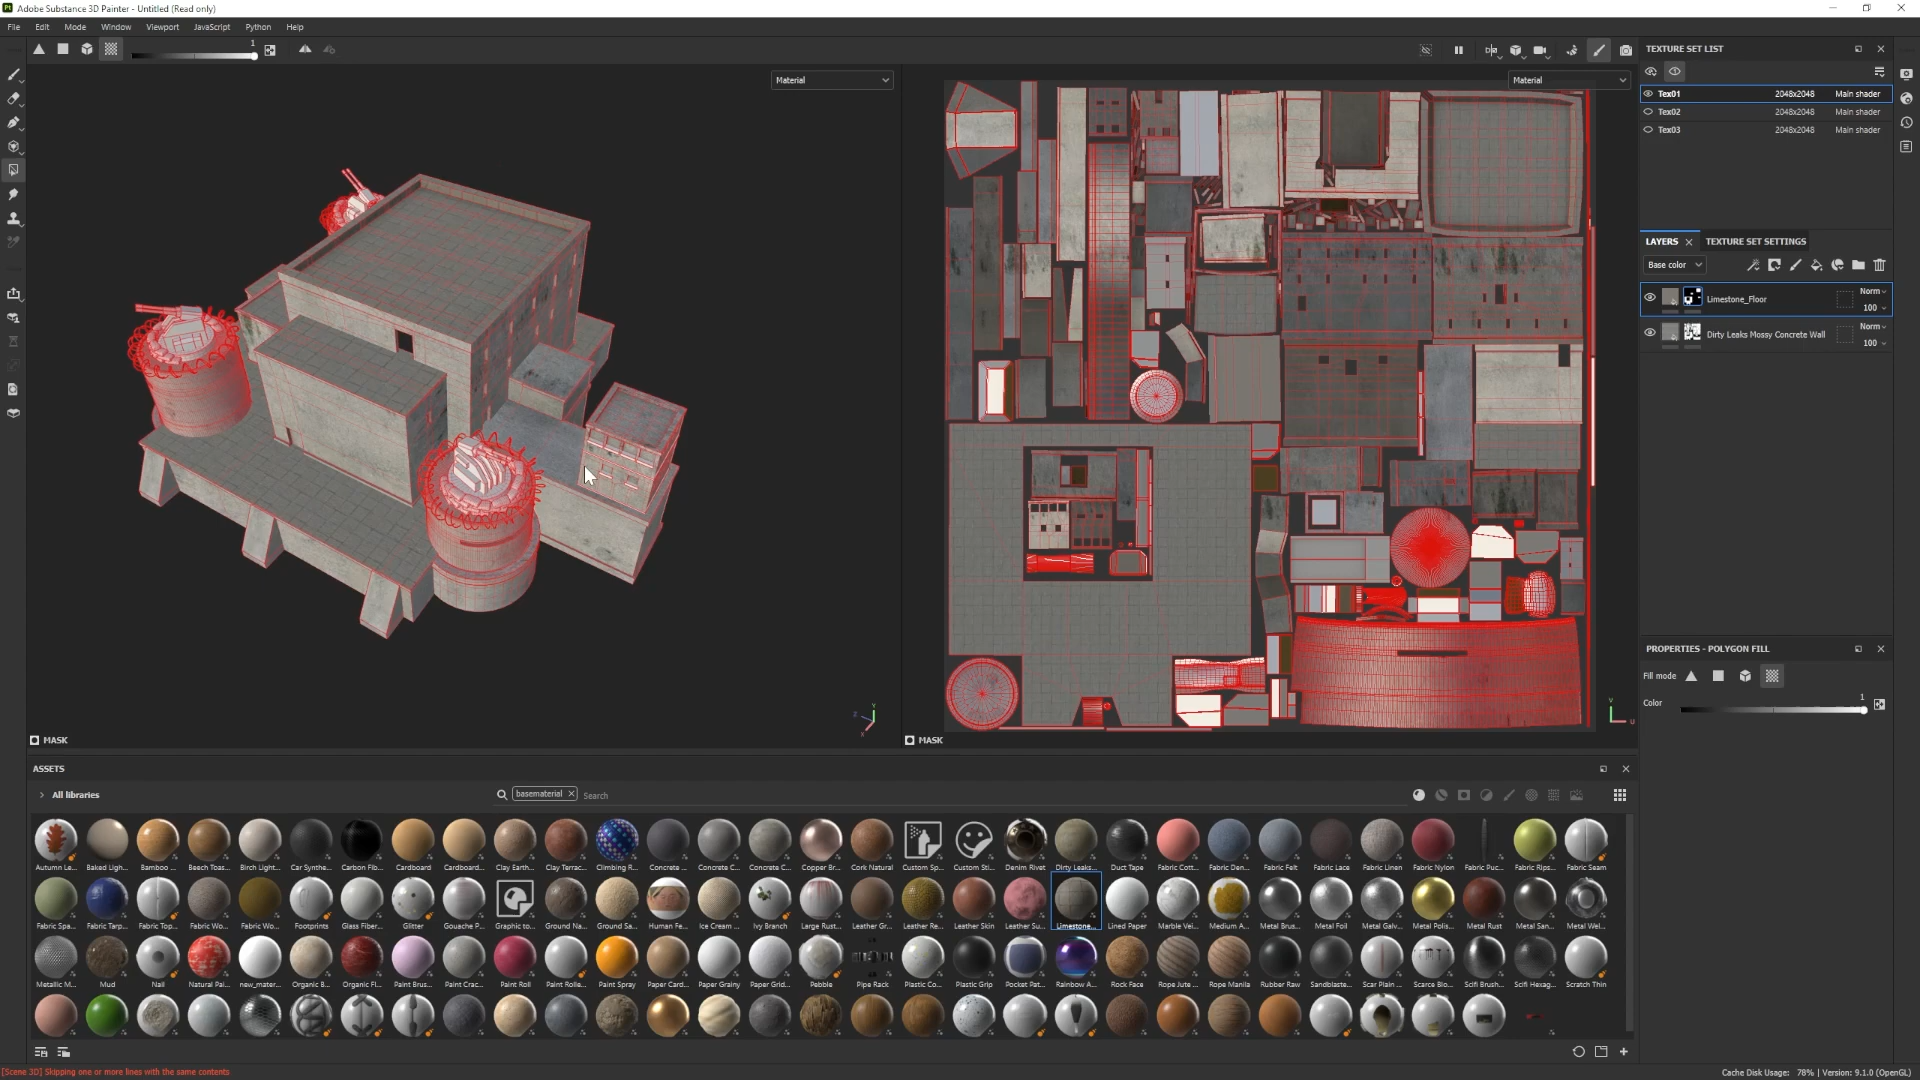 Adobe Substance 3D Painter - Untitled (Read only)
File Edit Mode Window Viewport JavaScript Python Help
1
Material
Material
TEXTURE SET LIST
Tex01 2048x2048 Main shader
Tex02 2048x2048 Main shader
Tex03 2048x2048 Main shader
LAYERS TEXTURE SET SETTINGS
Base color
Limestone_Floor Norm 100
Dirty Leaks Mossy Concrete Wall Norm 100
PROPERTIES - POLYGON FILL
Fill mode
Color 1
MASK
MASK
ASSETS
All libraries
basematerial Search
Autumn Le... Baked Ligh... Bamboo ... Beech Toas... Birch Light... Car Synthe... Carbon Fib... Cardboard Cardboard... Clay Earth... Clay Terrac... Climbing R... Concrete ... Concrete C... Concrete C... Copper Br... Cork Natural Custom Sp... Custom Sti... Denim Rivet Dirty Leaks... Duct Tape Fabric Cott... Fabric Den... Fabric Felt Fabric Lace Fabric Linen Fabric Nylon Fabric Puc... Fabric Rips... Fabric Seam
Fabric Spa... Fabric Tarp... Fabric Top... Fabric Wo... Fabric Wo... Footprints Glass Fiber... Glitter Gouache P... Graphic to... Ground Na... Ground Sa... Human Fe... Ice Cream ... Ivy Branch Large Rust... Leather Gr... Leather Re... Leather Skin Leather Su... Limestone... Lined Paper Marble Vei... Medium A... Metal Brus... Metal Foil Metal Galv... Metal Polis... Metal Rust Metal San... Metal Wel...
Metallic M... Mud Nail Natural Pai... new_mater... Organic B... Organic Fl... Paint Brus... Paint Crac... Paint Roll Paint Rolle... Paint Spray Paper Card... Paper Grainy Paper Grid... Pebble Pipe Rack Plastic Co... Plastic Grip Pocket Pat... Rainbow A... Rock Face Rope Jute ... Rope Manila Rubber Raw Sandblaste... Scar Plain ... Scarce Blo... Scifi Brush... Scifi Hexag... Scratch Thin
[Scene 3D] Skipping one or more lines with the same contents
Cache Disk Usage: 78% | Version: 9.1.0 (OpenGL)